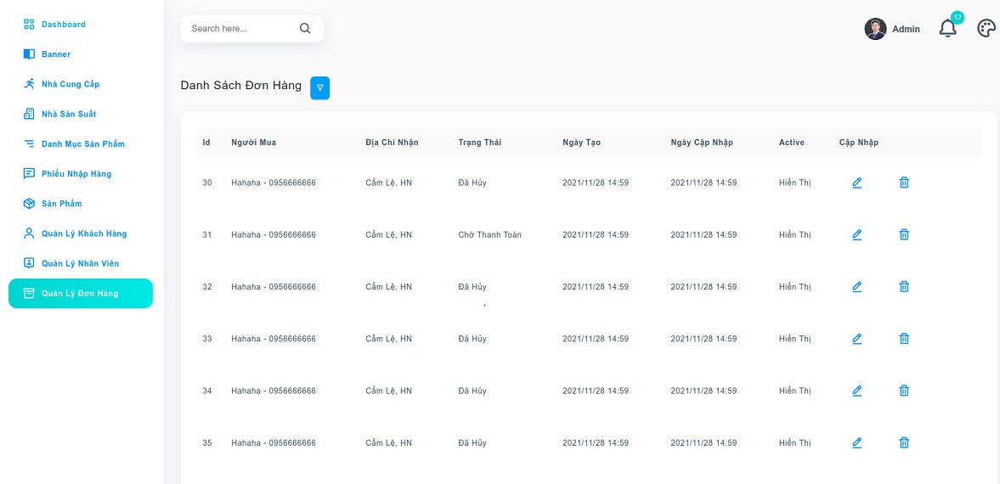 Dashboard
Banner
Nhà Cung Cấp
Nhà Sản Suất
Danh Mục Sản Phẩm
Phiếu Nhập Hàng
Sản Phẩm
Quản Lý Khách Hàng
Quản Lý Nhân Viên
Quản Lý Đơn Hàng
Search here...
Admin
12
Danh Sách Đơn Hàng
Id Người Mua Địa Chỉ Nhận Trạng Thái Ngày Tạo Ngày Cập Nhập Active Cập Nhập
30 Hahaha - 0956666666 Cẩm Lệ, HN Đã Hủy 2021/11/28 14:59 2021/11/28 14:59 Hiển Thị
31 Hahaha - 0956666666 Cẩm Lệ, HN Chờ Thanh Toán 2021/11/28 14:59 2021/11/28 14:59 Hiển Thị
32 Hahaha - 0956666666 Cẩm Lệ, HN Đã Hủy 2021/11/28 14:59 2021/11/28 14:59 Hiển Thị
33 Hahaha - 0956666666 Cẩm Lệ, HN Đã Hủy 2021/11/28 14:59 2021/11/28 14:59 Hiển Thị
34 Hahaha - 0956666666 Cẩm Lệ, HN Đã Hủy 2021/11/28 14:59 2021/11/28 14:59 Hiển Thị
35 Hahaha - 0956666666 Cẩm Lệ, HN Đã Hủy 2021/11/28 14:59 2021/11/28 14:59 Hiển Thị